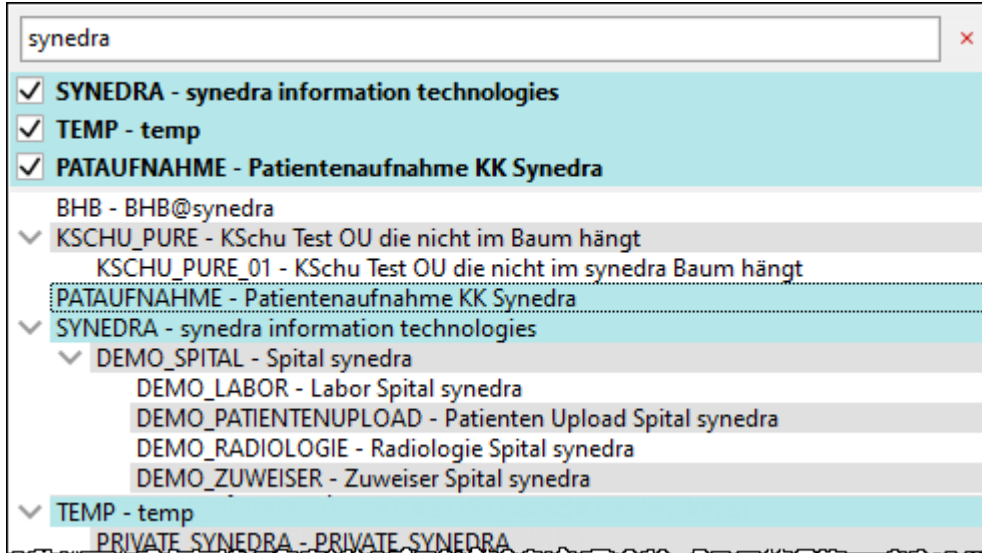 synedra
SYNEDRA - synedra information technologies
TEMP - temp
PATAUFNAHME - Patientenaufnahme KK Synedra
BHB - BHB@synedra
KSCHU_PURE - KSchu Test OU die nicht im Baum hängt
KSCHU_PURE_01 - KSchu Test OU die nicht im synedra Baum hängt
PATAUFNAHME - Patientenaufnahme KK Synedra
SYNEDRA - synedra information technologies
DEMO_SPITAL - Spital synedra
DEMO_LABOR - Labor Spital synedra
DEMO_PATIENTENUPLOAD - Patienten Upload Spital synedra
DEMO_RADIOLOGIE - Radiologie Spital synedra
DEMO_ZUWEISER - Zuweiser Spital synedra
TEMP - temp
PRIVATE_SYNEDRA - PRIVATE_SYNEDRA